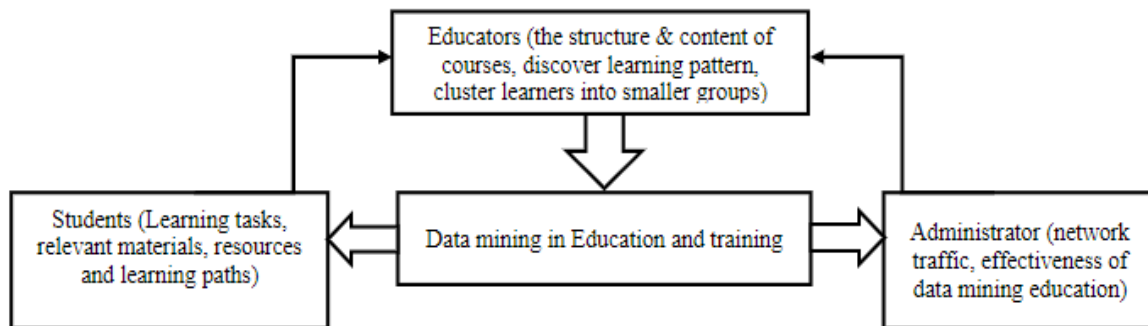 Educators (the structure & content of
courses, discover learning pattern,
cluster learners into smaller groups)
Students (Learning tasks,
relevant materials, resources
and learning paths)
Data mining in Education and training
Administrator (network
traffic, effectiveness of
data mining education)